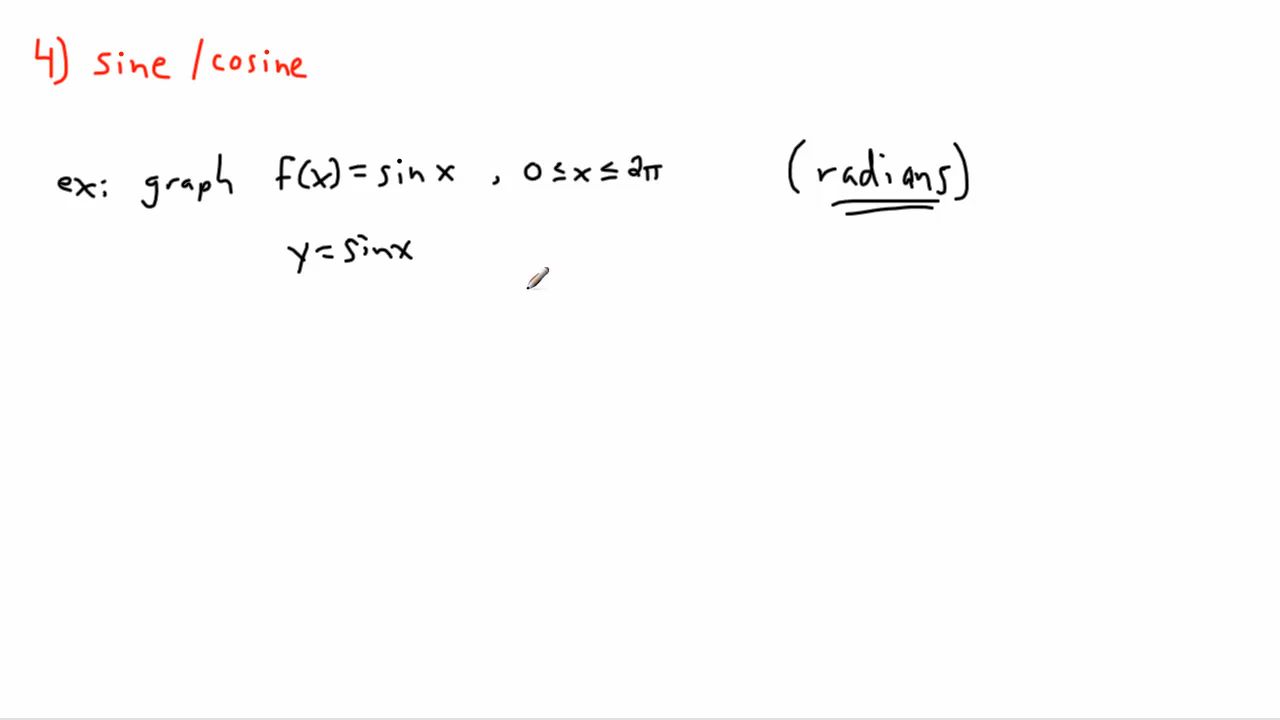 4) sine / cosine
ex: graph f(x) = sin x , 0 ≤ x ≤ 2π (radians)
y = sin x